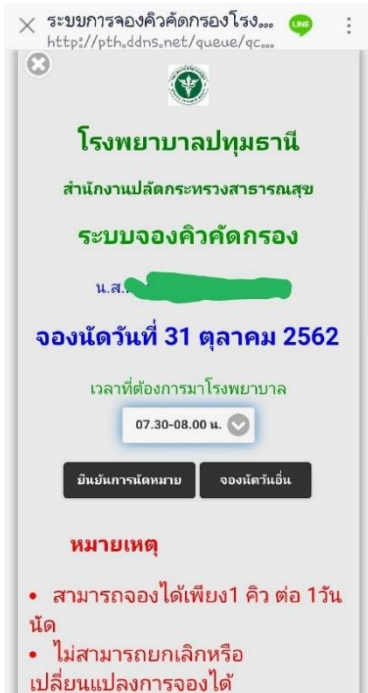 ระบบการจองคิวคัดกรองโรง...
http://pth.ddns.net/queue/qc...
LINE
โรงพยาบาลปทุมธานี
สำนักงานปลัดกระทรวงสาธารณสุข
ระบบจองคิวคัดกรอง
น.ส.
จองนัดวันที่ 31 ตุลาคม 2562
เวลาที่ต้องการมาโรงพยาบาล
07.30-08.00 น.
ยืนยันการนัดหมาย จองนัดวันอื่น
หมายเหตุ
• สามารถจองได้เพียง1 คิว ต่อ 1วัน
นัด
• ไม่สามารถยกเลิกหรือ
เปลี่ยนแปลงการจองได้